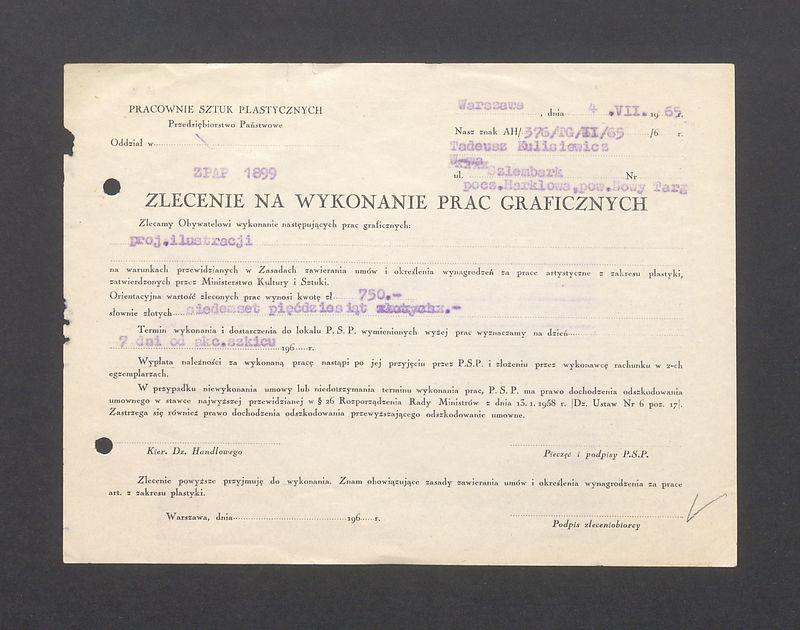 PRACOWNIE SZTUK PLASTYCZNYCH
Przedsiębiorstwo Państwowe
Oddział w
Warszawa, dnia 4.VII.1965r.
Nasz znak AH/376/TG/II/65/6 r.
Tadeusz Kulisiewicz
ZPAP 1899
ul. Szlembark Nr
pocz.Harklowa,pow.Nowy Targ
ZLECENIE NA WYKONANIE PRAC GRAFICZNYCH
Zlecamy Obywatelowi wykonanie następujących prac graficznych:
proj.ilustracji
na warunkach przewidzianych w Zasadach zawierania umów i określenia wynagrodzeń za prace artystyczne z zakresu plastyki,
zatwierdzonych przez Ministerstwo Kultury i Sztuki.
Orientacyjna wartość zleconych prac wynosi kwotę zł 750.-
słownie złotych siedemset pięćdziesiąt .-
Termin wykonania i dostarczenia do lokalu P. S. P. wymienionych wyżej prac wyznaczamy na dzień
7 dni od akc.szkicu 196 r.
Wypłata należności za wykonaną pracę nastąpi po jej przyjęciu przez P.S.P. i złożeniu przez wykonawcę rachunku w 2-ch
egzemplarzach.
W przypadku niewykonania umowy lub niedotrzymania terminu wykonania prac, P. S. P. ma prawo dochodzenia odszkodowania
umownego w stawce najwyższej przewidzianej w § 26 Rozporządzenia Rady Ministrów z dnia 13. 1. 1958 r. |Dz. Ustaw Nr 6 poz. 17|.
Zastrzega się również prawo dochodzenia odszkodowania przewyższającego odszkodowanie umowne.
Kier. Dz. Handlowego
Pieczęć i podpisy P.S.P.
Zlecenie powyższe przyjmuję do wykonania. Znam obowiązujące zasady zawierania umów i określenia wynagrodzenia za prace
art. z zakresu plastyki.
Warszawa, dnia 196 r.
Podpis zleceniobiorcy